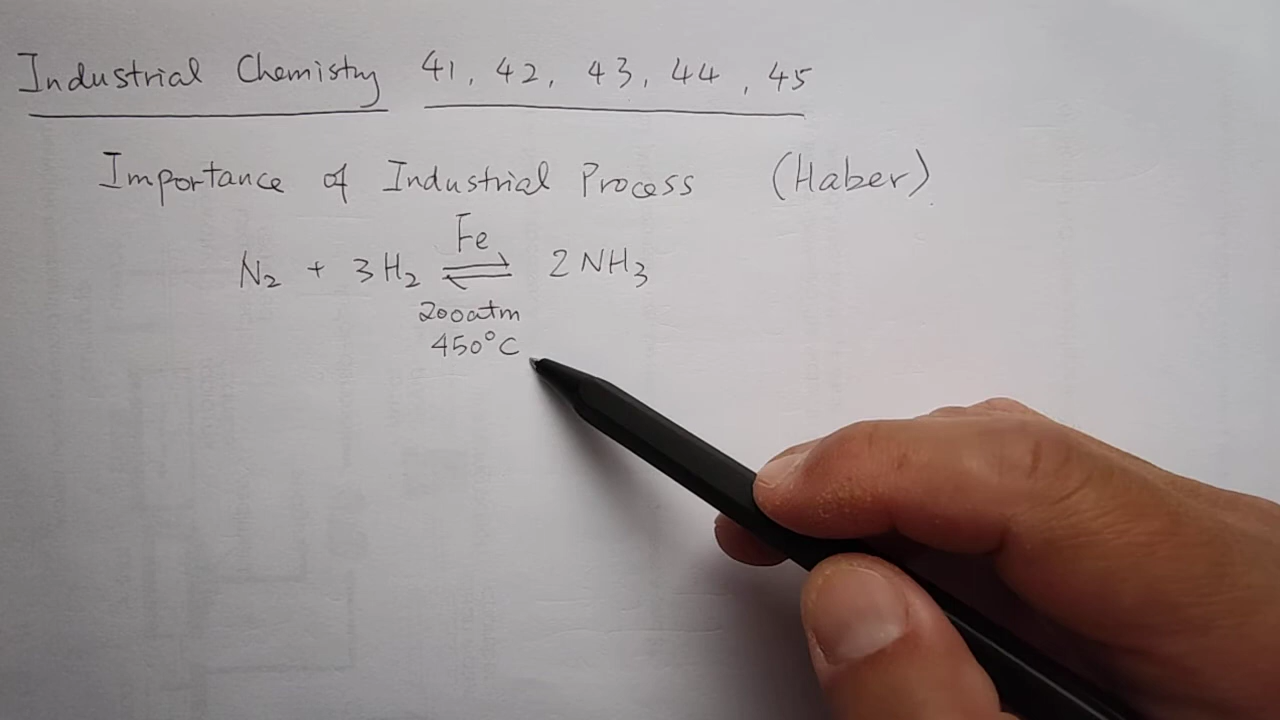 Industrial Chemistry 41, 42, 43, 44, 45
Importance of Industrial Process (Haber)
Fe
N₂ + 3H₂ ⇌ 2NH₃
200atm
450°C